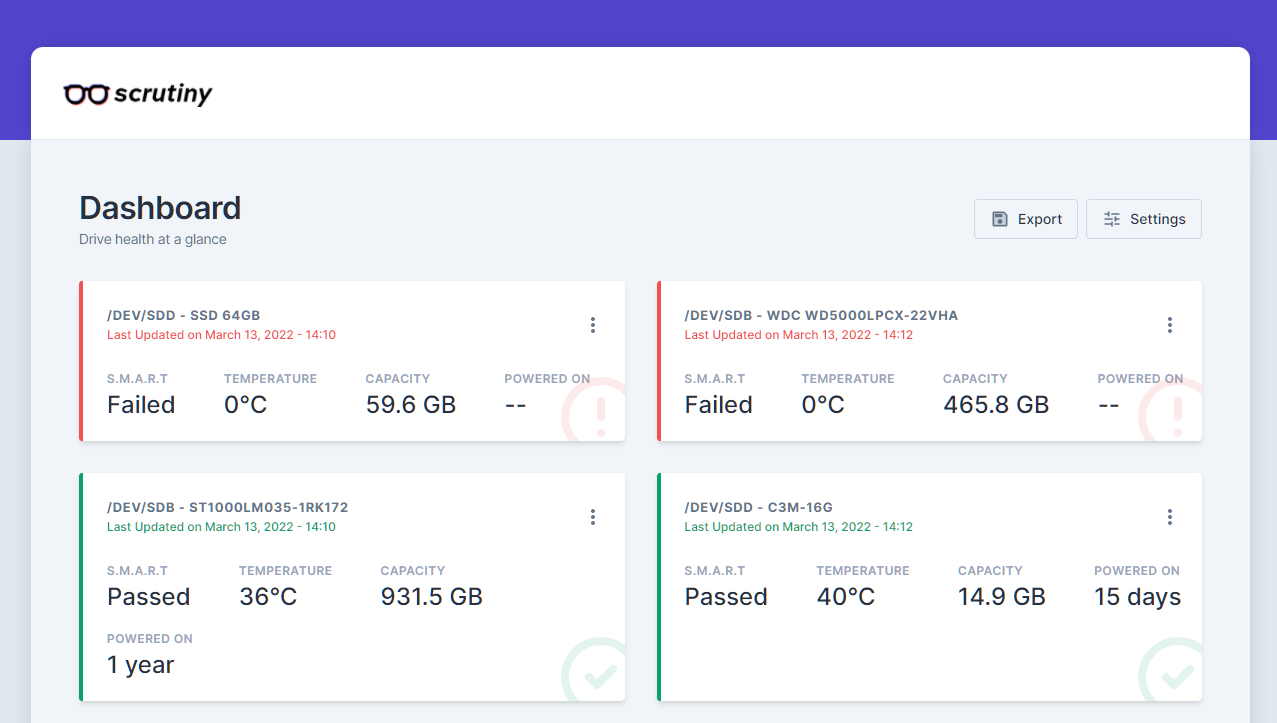 scrutiny
Dashboard
Drive health at a glance
Export
Settings
/DEV/SDD - SSD 64GB
Last Updated on March 13, 2022 - 14:10
S.M.A.R.T TEMPERATURE CAPACITY POWERED ON
Failed 0°C 59.6 GB --
/DEV/SDB - WDC WD5000LPCX-22VHA
Last Updated on March 13, 2022 - 14:12
S.M.A.R.T TEMPERATURE CAPACITY POWERED ON
Failed 0°C 465.8 GB --
/DEV/SDB - ST1000LM035-1RK172
Last Updated on March 13, 2022 - 14:10
S.M.A.R.T TEMPERATURE CAPACITY
Passed 36°C 931.5 GB
POWERED ON
1 year
/DEV/SDD - C3M-16G
Last Updated on March 13, 2022 - 14:12
S.M.A.R.T TEMPERATURE CAPACITY POWERED ON
Passed 40°C 14.9 GB 15 days